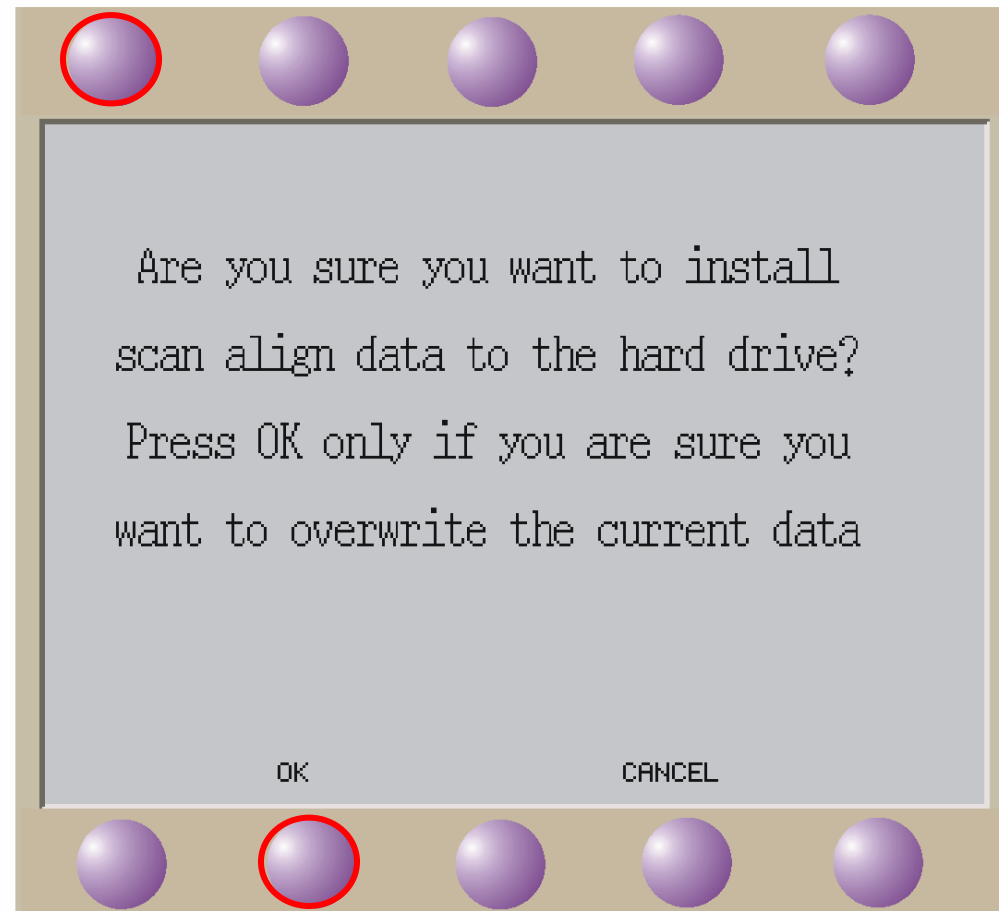 Are you sure you want to install
scan align data to the hard drive?
Press OK only if you are sure you
want to overwrite the current data
OK CANCEL